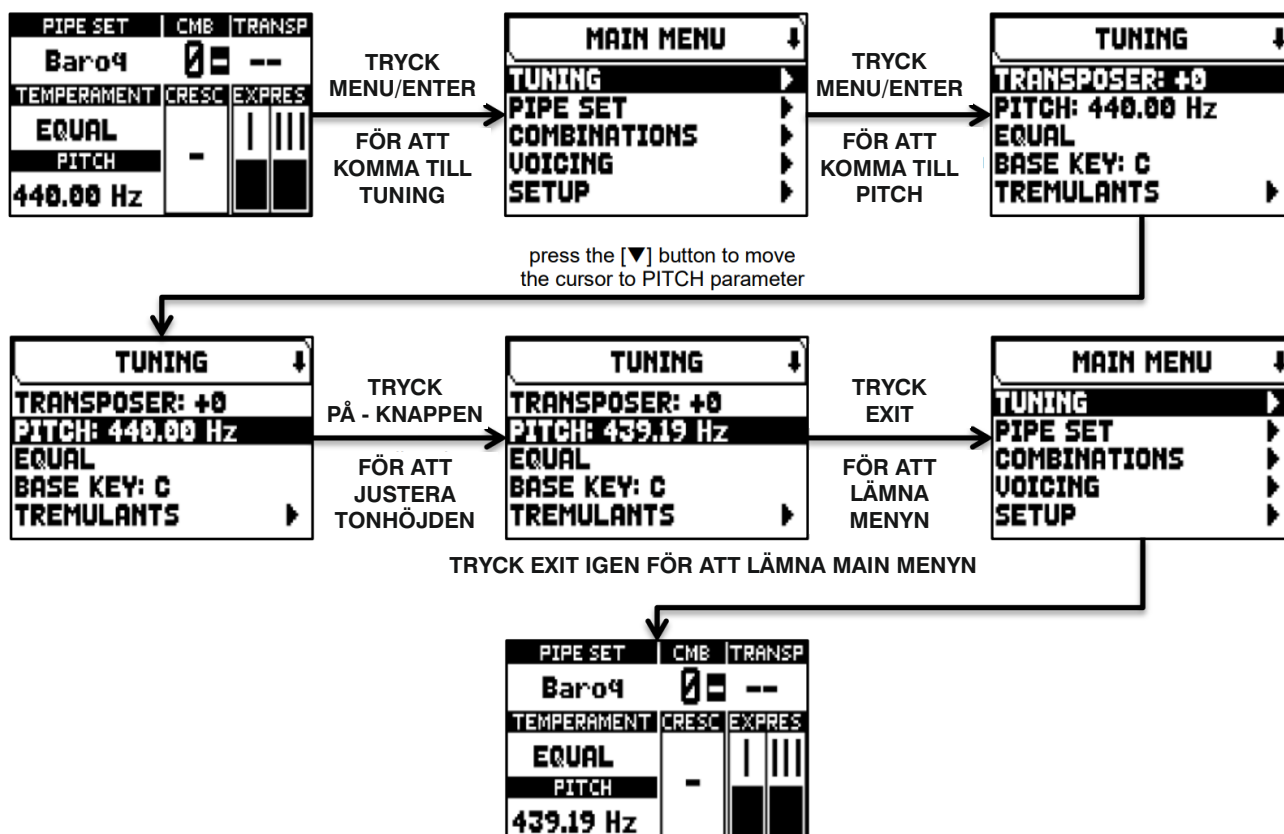 PIPE SET CMB TRANSP
Baroq 0 --
TEMPERAMENT CRESC EXPRES
EQUAL - I III
PITCH
440.00 Hz
TRYCK
MENU/ENTER
FÖR ATT
KOMMA TILL
TUNING
MAIN MENU
TUNING
PIPE SET
COMBINATIONS
VOICING
SETUP
TRYCK
MENU/ENTER
FÖR ATT
KOMMA TILL
PITCH
TUNING
TRANSPOSER: +0
PITCH: 440.00 Hz
EQUAL
BASE KEY: C
TREMULANTS
press the [▼] button to move
the cursor to PITCH parameter
TUNING
TRANSPOSER: +0
PITCH: 440.00 Hz
EQUAL
BASE KEY: C
TREMULANTS
TRYCK
PÅ - KNAPPEN
FÖR ATT
JUSTERA
TONHÖJDEN
TUNING
TRANSPOSER: +0
PITCH: 439.19 Hz
EQUAL
BASE KEY: C
TREMULANTS
TRYCK
EXIT
FÖR ATT
LÄMNA
MENYN
MAIN MENU
TUNING
PIPE SET
COMBINATIONS
VOICING
SETUP
TRYCK EXIT IGEN FÖR ATT LÄMNA MAIN MENYN
PIPE SET CMB TRANSP
Baroq 0 --
TEMPERAMENT CRESC EXPRES
EQUAL - I III
PITCH
439.19 Hz